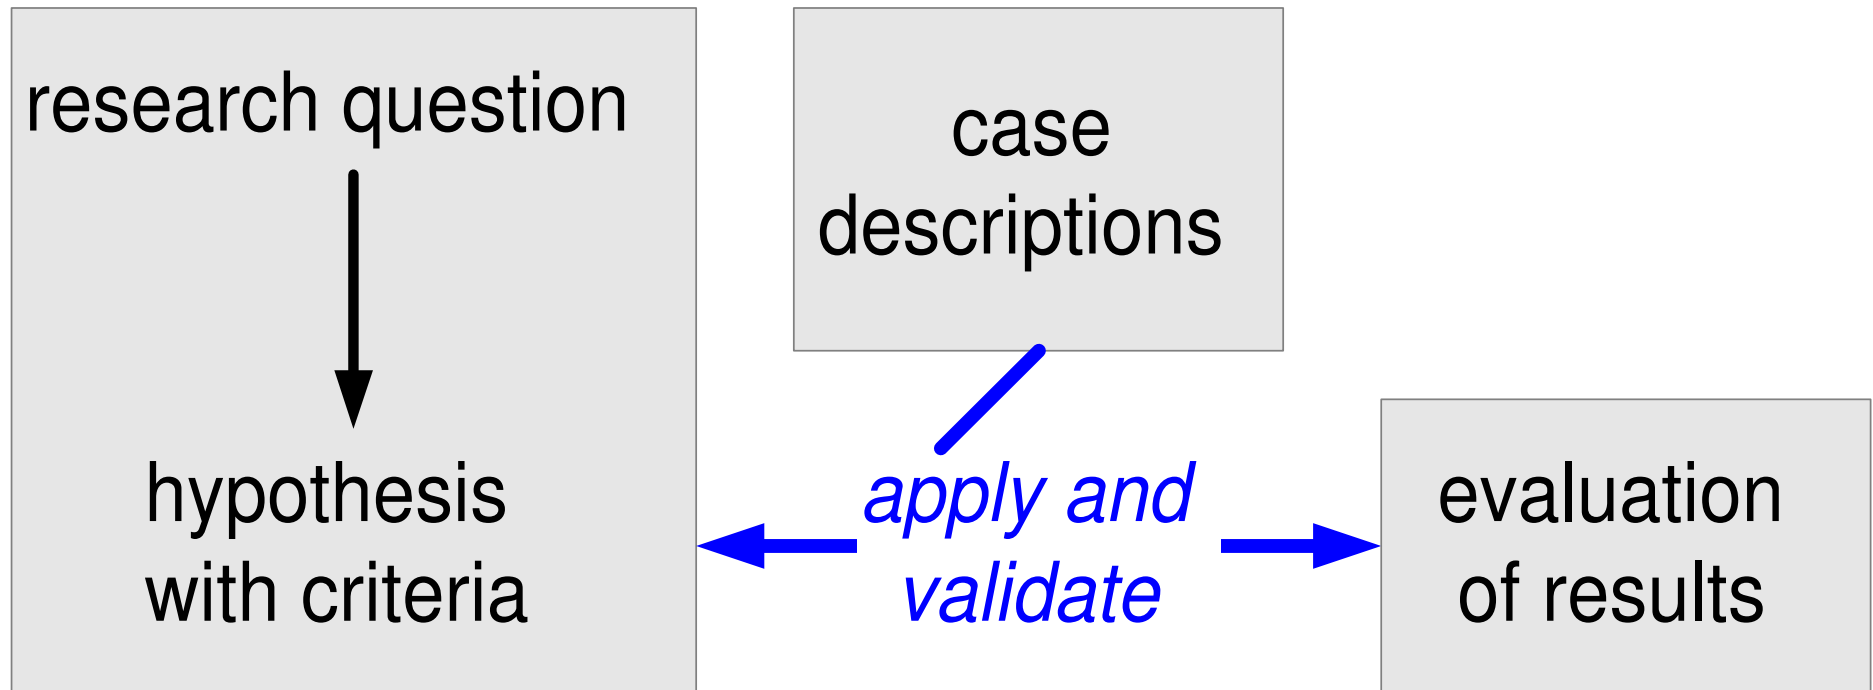 research question
hypothesis
with criteria
case
descriptions
apply and
validate
evaluation
of results